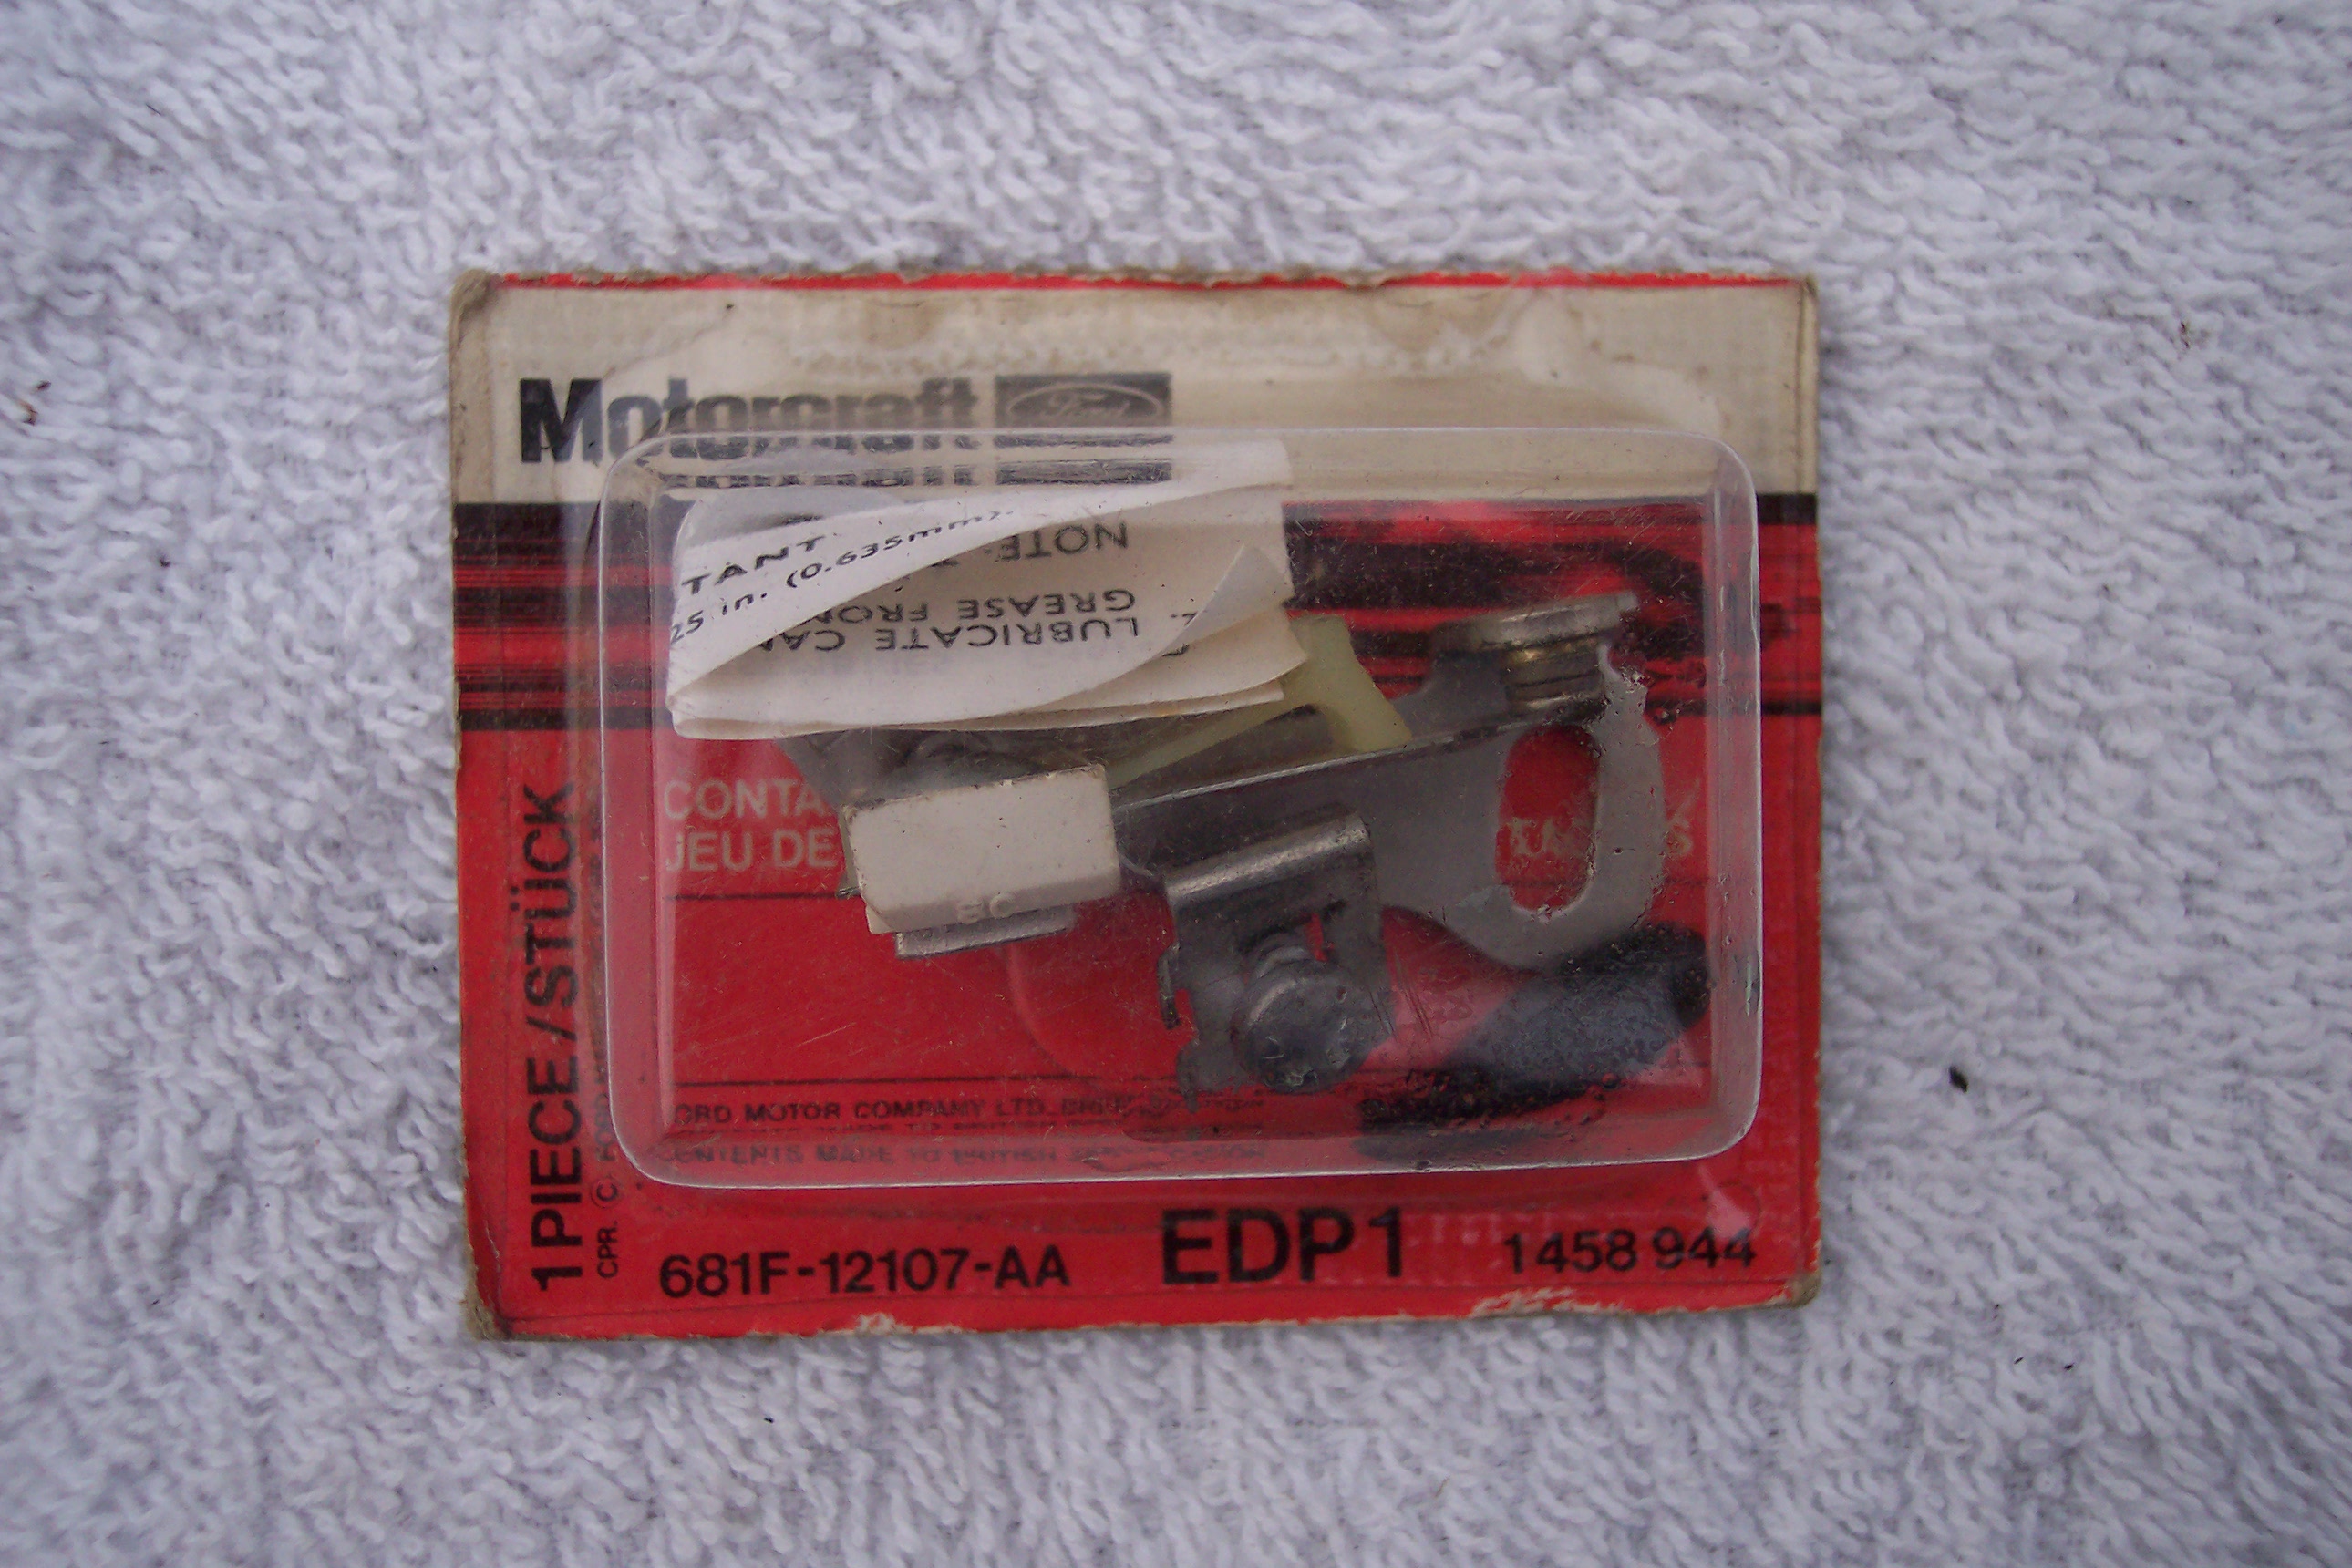 Motorcraft Ford
TANT
25 in. (0.635mm).
NOTE:
GREASE FROM
LUBRICATE
CONTA
JEU DE
1 PIECE/STÜCK
CPR. ©
ORD MOTOR COMPANY LTD.
CONTENTS MADE TO BRITISH
681F-12107-AA EDP1 1458 944